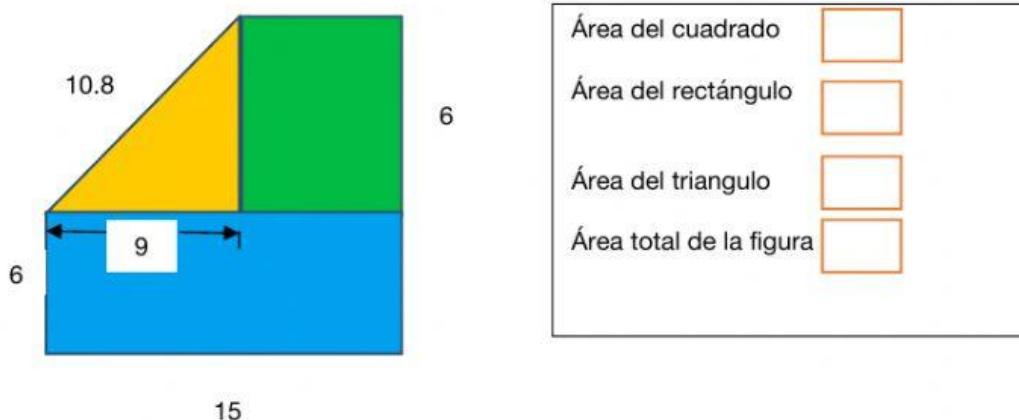 10.8
6
9
6
15
Área del cuadrado
Área del rectángulo
Área del triangulo
Área total de la figura